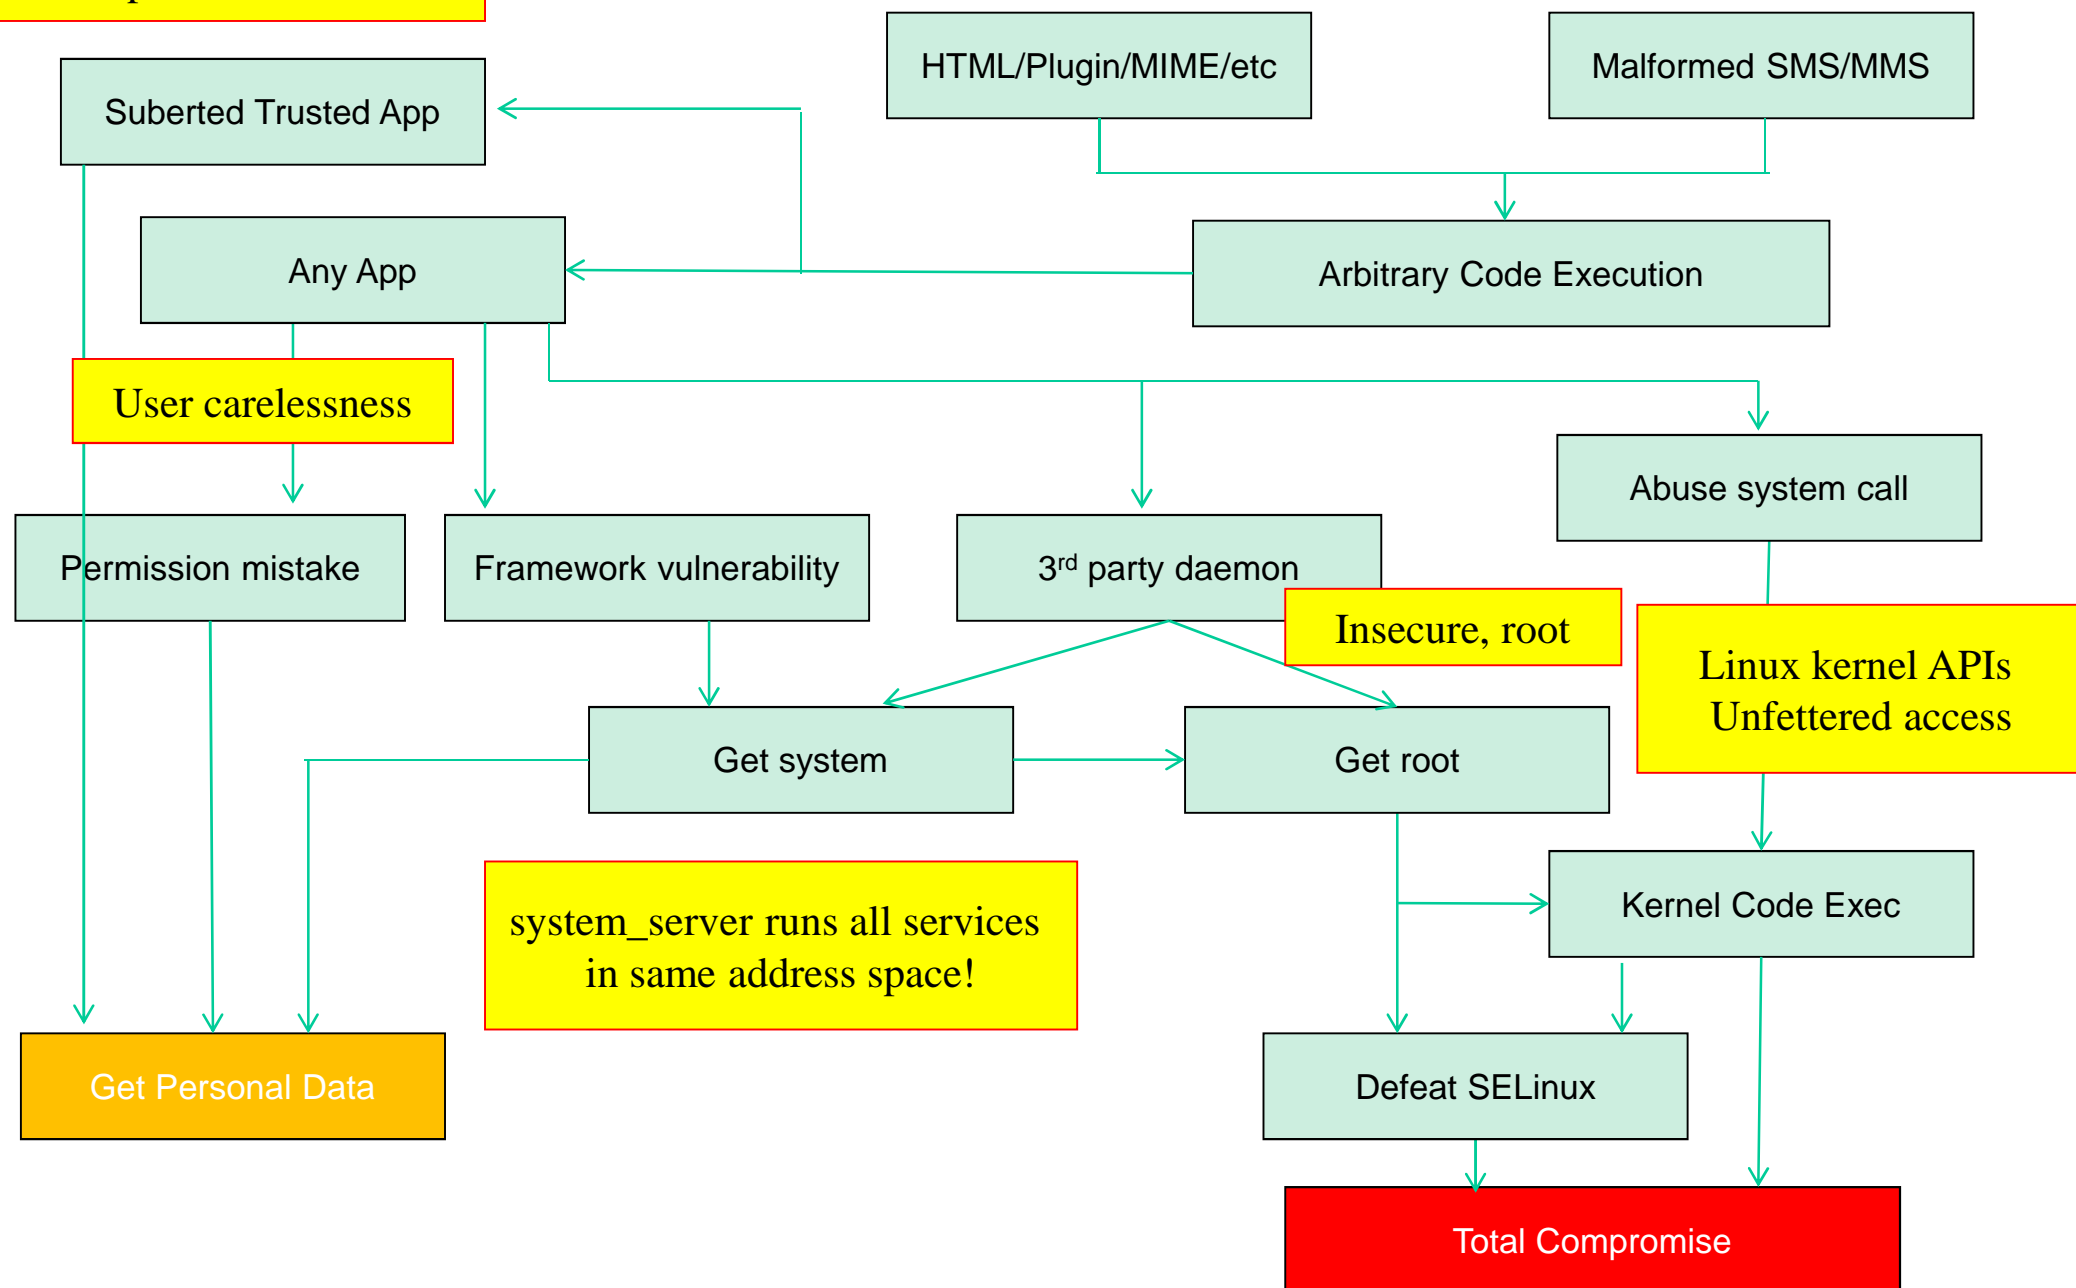 HTML/Plugin/MIME/etc
Malformed SMS/MMS
Suberted Trusted App
Any App
Arbitrary Code Execution
User carelessness
Abuse system call
Permission mistake
Framework vulnerability
3rd party daemon
Insecure, root
Linux kernel APIs
Unfettered access
Get system
Get root
system_server runs all services
in same address space!
Kernel Code Exec
Get Personal Data
Defeat SELinux
Total Compromise